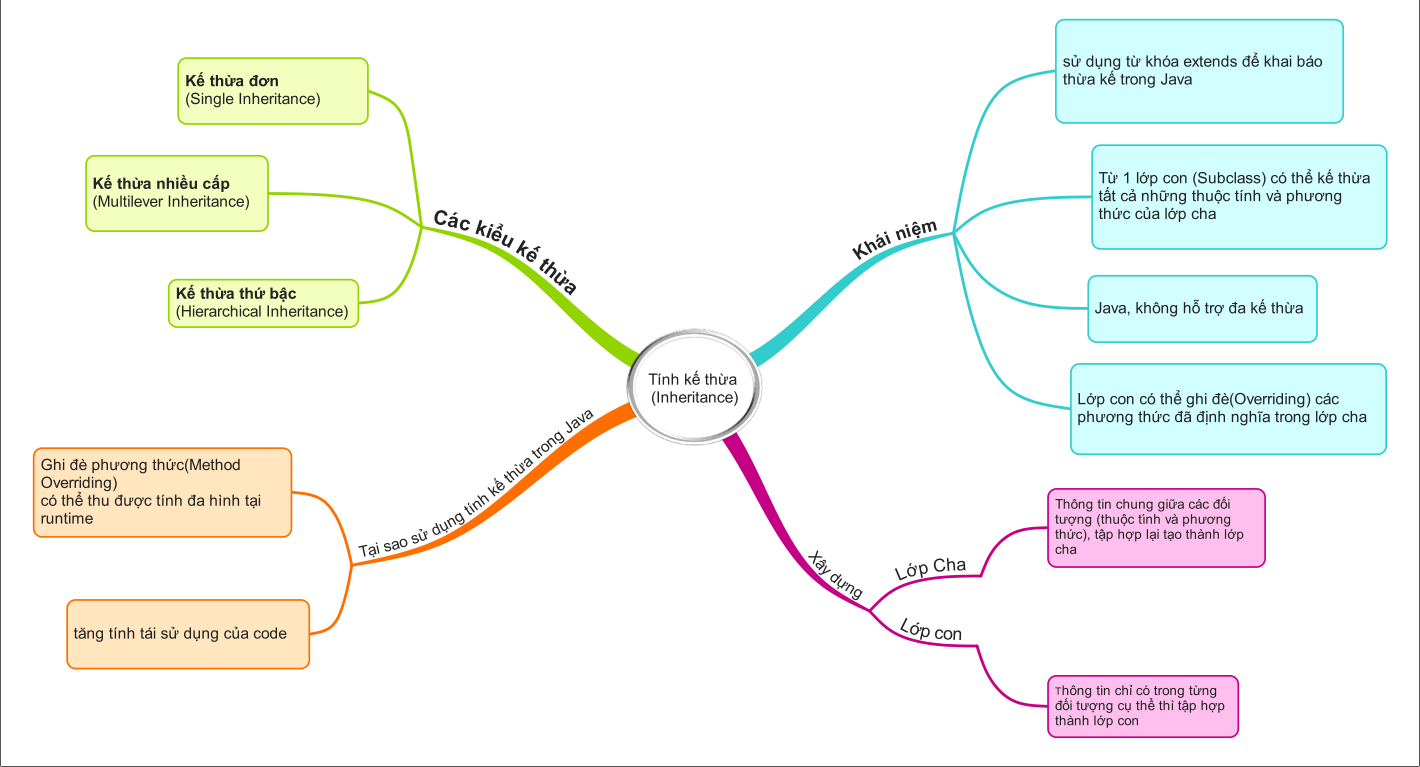 Tính kế thừa
(Inheritance)
Khái niệm
sử dụng từ khóa extends để khai báo
thừa kế trong Java
Từ 1 lớp con (Subclass) có thể kế thừa
tất cả những thuộc tính và phương
thức của lớp cha
Java, không hỗ trợ đa kế thừa
Lớp con có thể ghi đè(Overriding) các
phương thức đã định nghĩa trong lớp cha
Xây dựng
Lớp Cha
Thông tin chung giữa các đối
tượng (thuộc tình và phương
thức), tập hợp lại tạo thành lớp
cha
Lớp con
Thông tin chỉ có trong từng
đối tượng cụ thể thì tập hợp
thành lớp con
Tại sao sử dụng tính kế thừa trong Java
Ghi đè phương thức(Method
Overriding)
có thể thu được tính đa hình tại
runtime
tăng tính tái sử dụng của code
Các kiểu kế thừa
Kế thừa đơn
(Single Inheritance)
Kế thừa nhiều cấp
(Multilever Inheritance)
Kế thừa thứ bậc
(Hierarchical Inheritance)